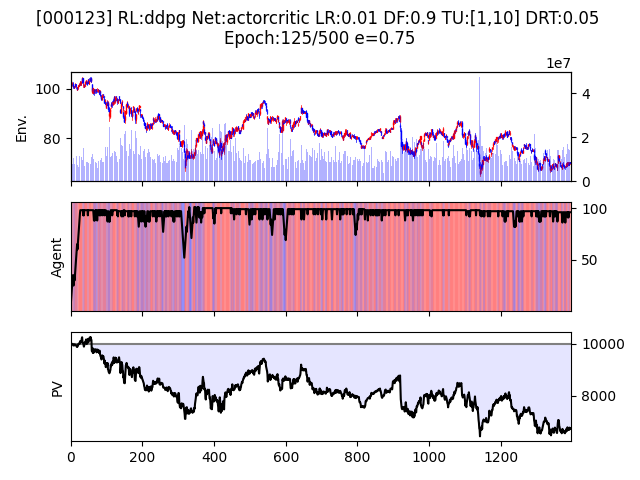 [000123] RL:ddpg Net:actorcritic LR:0.01 DF:0.9 TU:[1,10] DRT:0.05
Epoch:125/500 e=0.75
1e7
100
80
Env.
4
2
0
Agent
100
50
PV
10000
8000
0 200 400 600 800 1000 1200